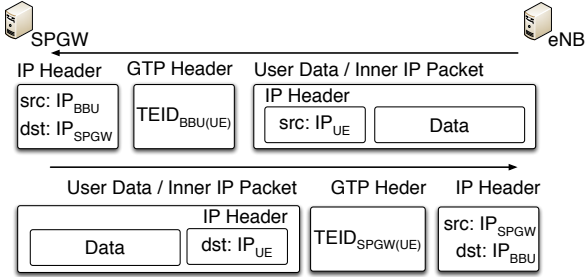 SPGW eNB
IP Header GTP Header User Data / Inner IP Packet
IP Header
src: IP_BBU
dst: IP_SPGW
TEID_BBU(UE)
src: IP_UE
Data
User Data / Inner IP Packet GTP Heder IP Header
IP Header
Data
dst: IP_UE
TEID_SPGW(UE)
src: IP_SPGW
dst: IP_BBU